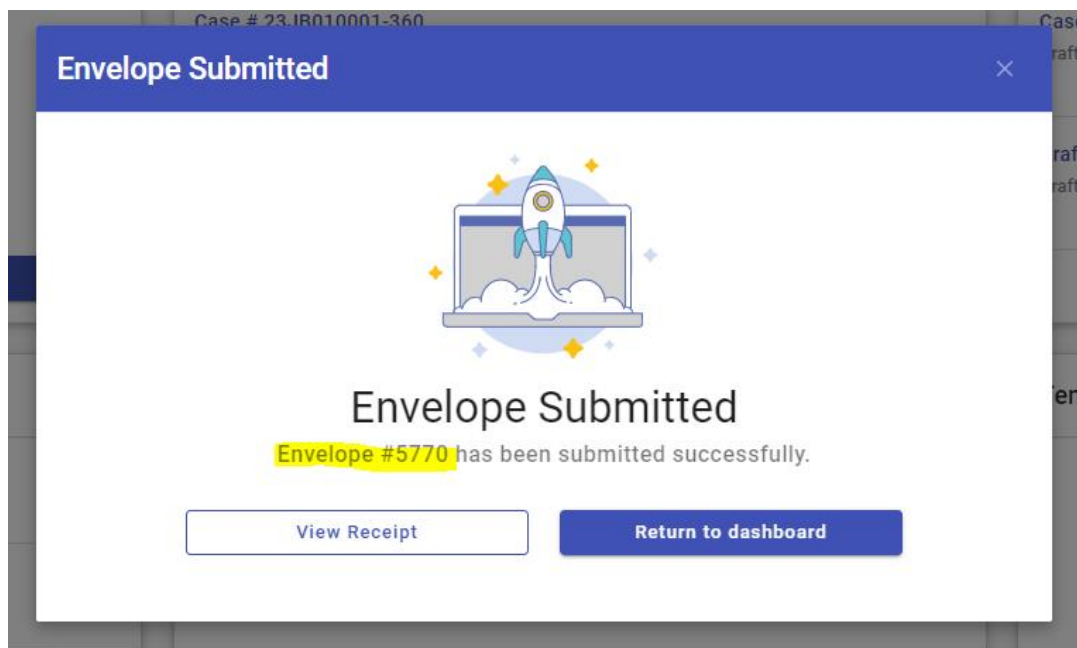 Case # 23JB010001-360
Envelope Submitted
Envelope Submitted
Envelope #5770 has been submitted successfully.
View Receipt
Return to dashboard